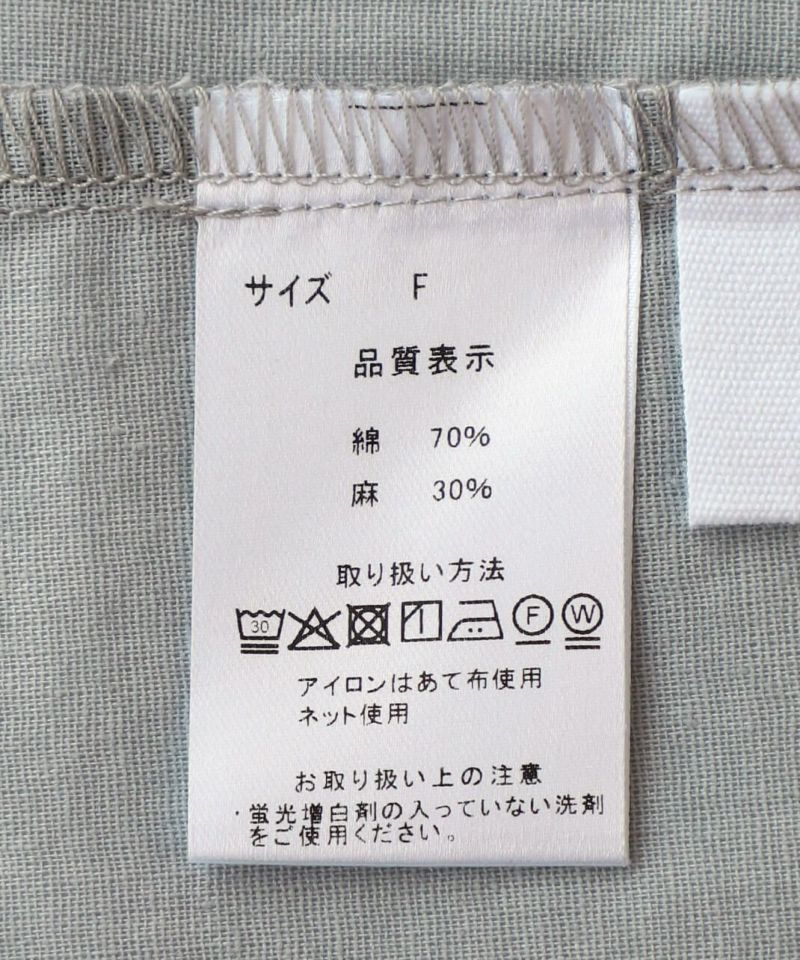 サイズ F
品質表示
綿 70%
麻 30%
取り扱い方法
30 F W
アイロンはあて布使用
ネット使用
お取り扱い上の注意
・蛍光増白剤の入っていない洗剤
をご使用ください。